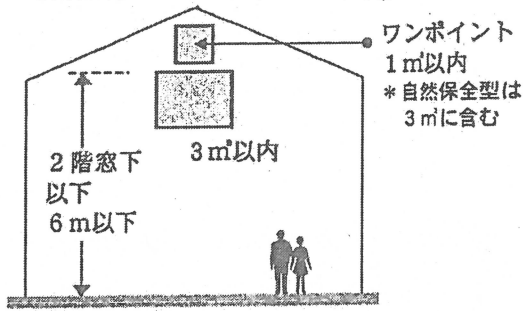 ワンポイント
1㎡以内
＊自然保全型は
3㎡に含む
3㎡以内
2階窓下
以下
6m以下